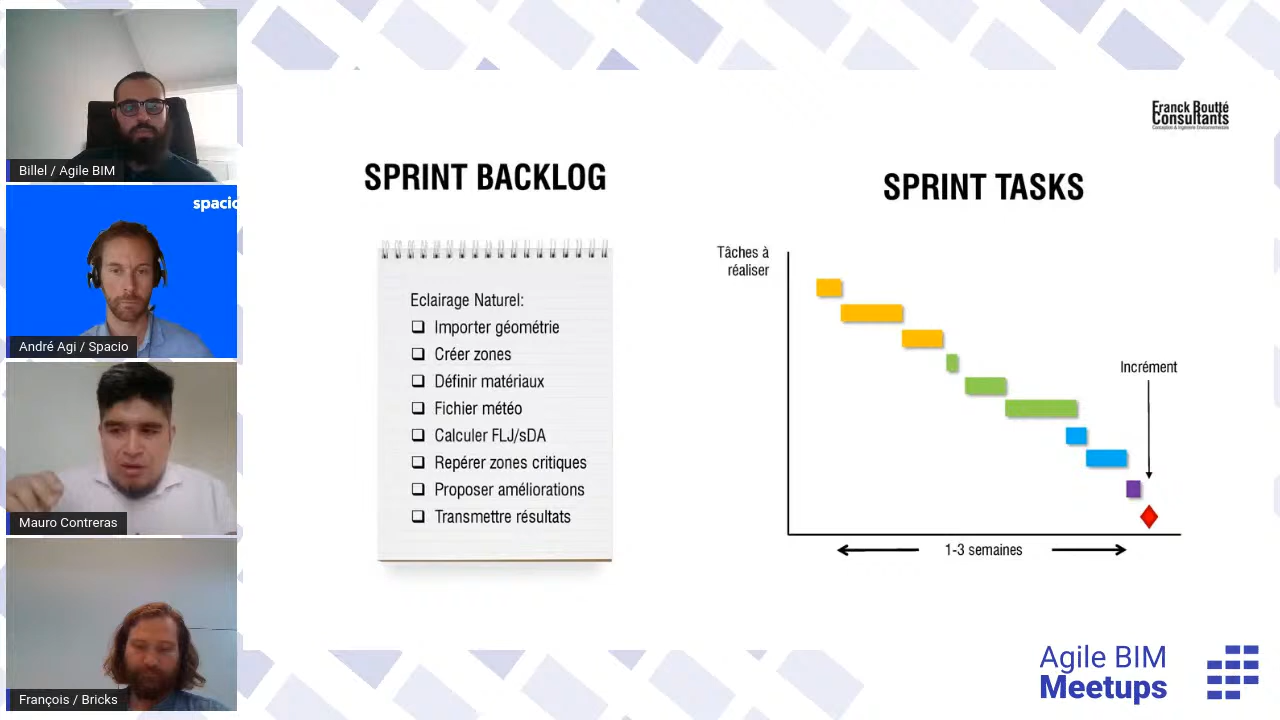 Billel / Agile BIM
spacio
André Agi / Spacio
Mauro Contreras
François / Bricks
Franck Boutté
Consultants
SPRINT BACKLOG
Eclairage Naturel:
Importer géométrie
Créer zones
Définir matériaux
Fichier météo
Calculer FLJ/sDA
Repérer zones critiques
Proposer améliorations
Transmettre résultats
SPRINT TASKS
Tâches à
réaliser
Incrément
1-3 semaines
Agile BIM
Meetups